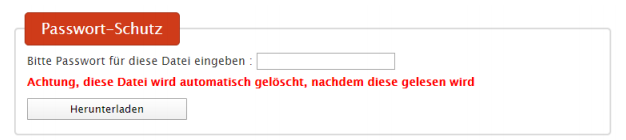 Passwort-Schutz
Bitte Passwort für diese Datei eingeben :
Achtung, diese Datei wird automatisch gelöscht, nachdem diese gelesen wird
Herunterladen